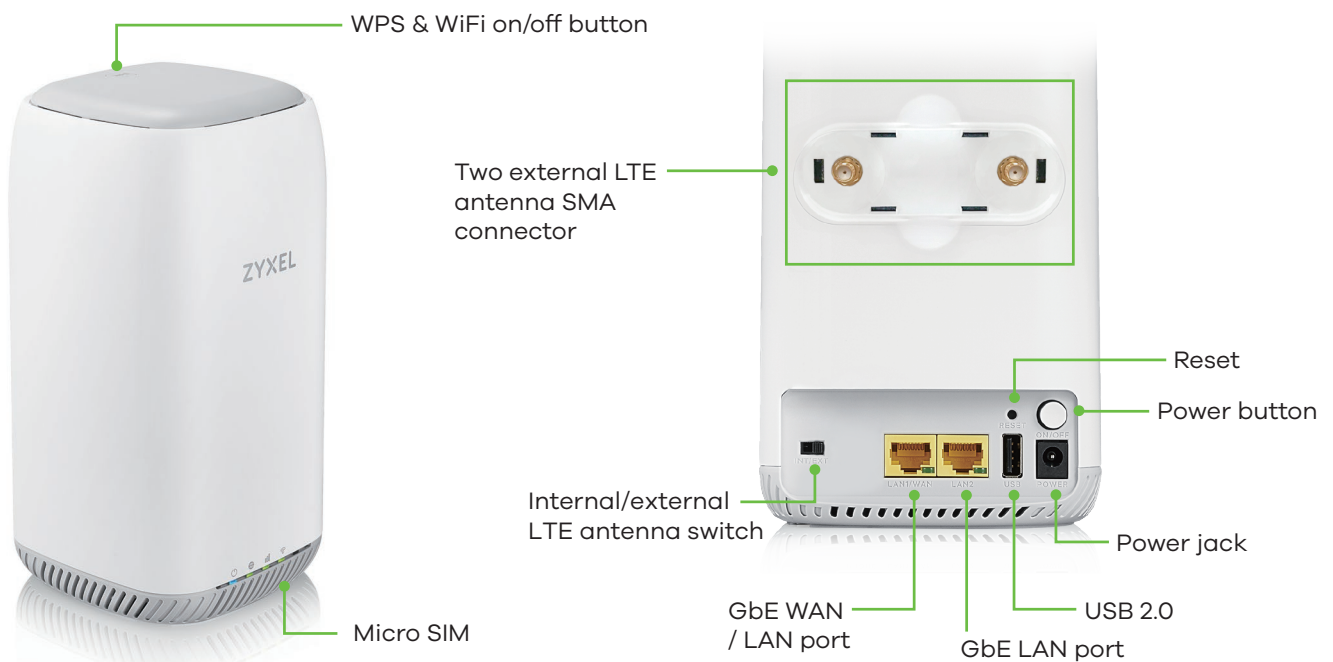 WPS & WiFi on/off button
ZYXEL
Micro SIM
Two external LTE
antenna SMA
connector
Reset
Power button
RESET
ON/OFF
INT/EXT
LAN1/WAN
LAN2
USB
POWER
Internal/external
LTE antenna switch
Power jack
GbE WAN
/ LAN port
USB 2.0
GbE LAN port